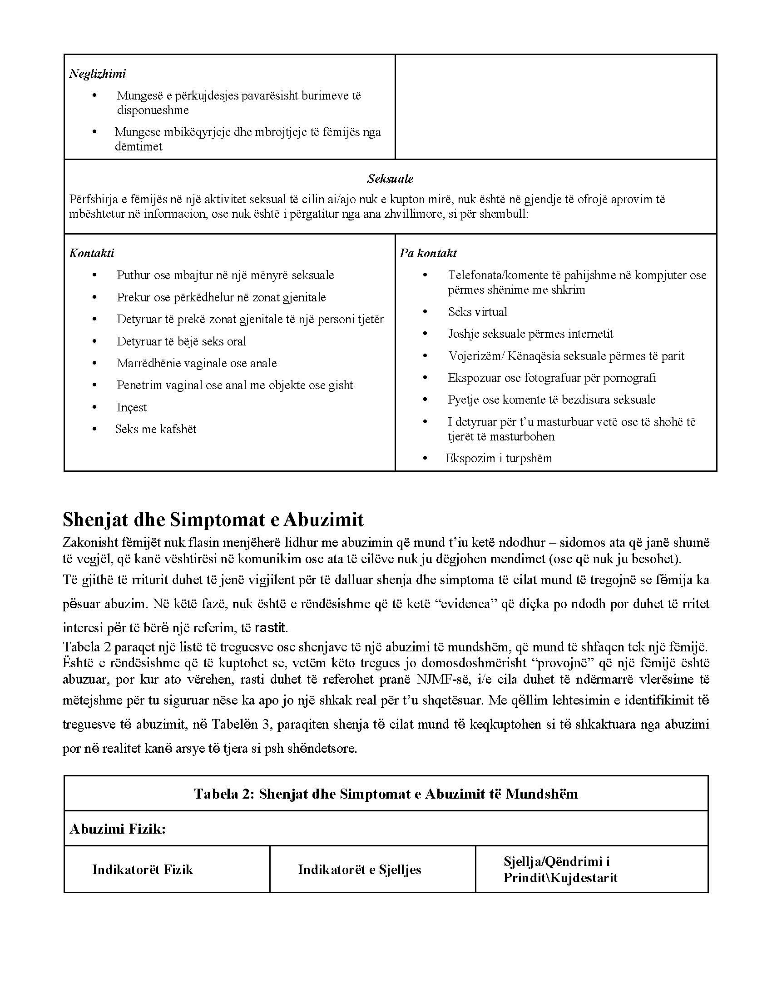 Neglizhimi
• Mungesë e përkujdesjes pavarësisht burimeve të
disponueshme
• Mungese mbikëqyrjeje dhe mbrojtjeje të fëmijës nga
dëmtimet
Seksuale
Përfshirja e fëmijës në një aktivitet seksual të cilin ai/ajo nuk e kupton mirë, nuk është në gjendje të ofrojë aprovim të
mbështetur në informacion, ose nuk është i përgatitur nga ana zhvillimore, si për shembull:
Kontakti
• Puthur ose mbajtur në një mënyrë seksuale
• Prekur ose përkëdhelur në zonat gjenitale
• Detyruar të prekë zonat gjenitale të një personi tjetër
• Detyruar të bëjë seks oral
• Marrëdhënie vaginale ose anale
• Penetrim vaginal ose anal me objekte ose gisht
• Inçest
• Seks me kafshët
Pa kontakt
• Telefonata/komente të pahijshme në kompjuter ose
përmes shënime me shkrim
• Seks virtual
• Joshje seksuale përmes internetit
• Vojerizëm/ Kënaqësia seksuale përmes të parit
• Ekspozuar ose fotografuar për pornografi
• Pyetje ose komente të bezdisura seksuale
• I detyruar për t’u masturbuar vetë ose të shohë të
tjerët të masturbohen
• Ekspozim i turpshëm
Shenjat dhe Simptomat e Abuzimit
Zakonisht fëmijët nuk flasin menjëherë lidhur me abuzimin që mund t’iu ketë ndodhur – sidomos ata që janë shumë
të vegjël, që kanë vështirësi në komunikim ose ata të cilëve nuk ju dëgjohen mendimet (ose që nuk ju besohet).
Të gjithë të rriturit duhet të jenë vigjilent për të dalluar shenja dhe simptoma të cilat mund të tregojnë se fëmija ka
pësuar abuzim. Në këtë fazë, nuk është e rëndësishme që të ketë “evidenca” që diçka po ndodh por duhet të rritet
interesi për të bërë një referim, të rastit.
Tabela 2 paraqet një listë të treguesve ose shenjave të një abuzimi të mundshëm, që mund të shfaqen tek një fëmijë.
Është e rëndësishme që të kuptohet se, vetëm këto tregues jo domosdoshmërisht “provojnë” që një fëmijë është
abuzuar, por kur ato vërehen, rasti duhet të referohet pranë NJMF-së, i/e cila duhet të ndërmarrë vlerësime të
mëtejshme për tu siguruar nëse ka apo jo një shkak real për t’u shqetësuar. Me qëllim lehtesimin e identifikimit të
treguesve të abuzimit, në Tabelën 3, paraqiten shenja të cilat mund të keqkuptohen si të shkaktuara nga abuzimi
por në realitet kanë arsye të tjera si psh shëndetsore.
Tabela 2: Shenjat dhe Simptomat e Abuzimit të Mundshëm
Abuzimi Fizik:
Indikatorët Fizik
Indikatorët e Sjelljes
Sjellja/Qëndrimi i
Prindit\Kujdestarit